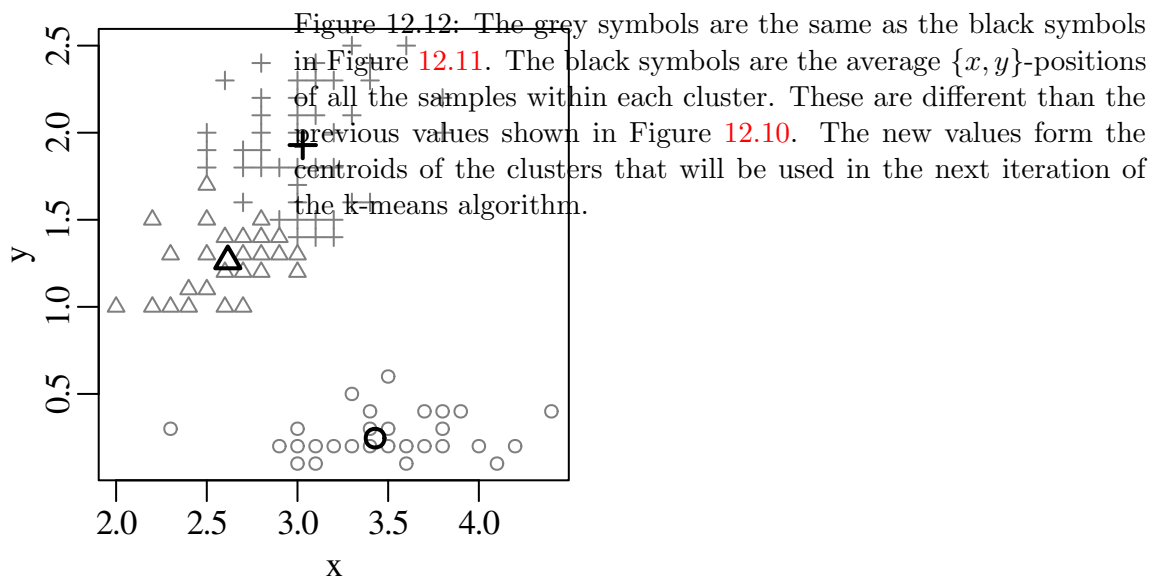 Figure 12.12: The grey symbols are the same as the black symbols
in Figure 12.11. The black symbols are the average {x, y}-positions
of all the samples within each cluster. These are different than the
previous values shown in Figure 12.10. The new values form the
centroids of the clusters that will be used in the next iteration of
the k-means algorithm.
2.5
2.0
1.5
1.0
0.5
y
2.0 2.5 3.0 3.5 4.0
x